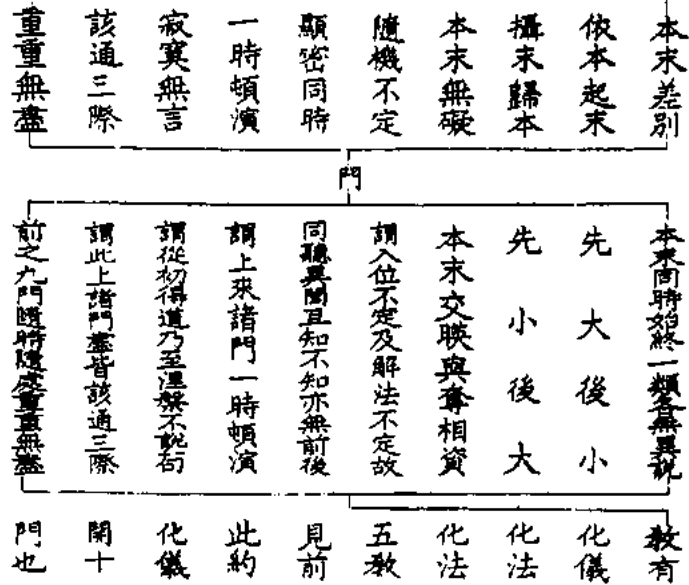 本末差別
依本起末
攝末歸本
本末無礙
隨機不定
顯密同時
一時頓演
寂寞無言
該通三際
重重無盡
門
本末同時始終一類各無異說
先大後小
先小後大
本末交映與奪相資
謂入位不定及解法不定故
同聽異聞互知不知亦無前後
謂上來諸門一時頓演
謂從初得道乃至涅槃不說一句
謂此上諸門盡皆該通三際
前之九門隨時隨處重重無盡
教有
化儀
化法
化法
五教
見前
此約
化儀
開十
門也